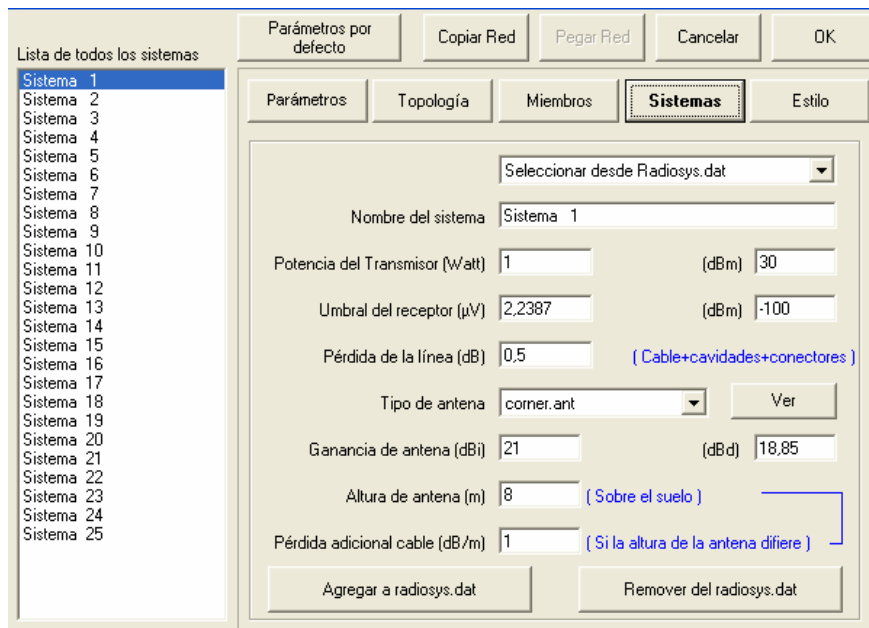 Parámetros por defecto
Copiar Red
Pegar Red
Cancelar
OK
Lista de todos los sistemas
Sistema 1
Sistema 2
Sistema 3
Sistema 4
Sistema 5
Sistema 6
Sistema 7
Sistema 8
Sistema 9
Sistema 10
Sistema 11
Sistema 12
Sistema 13
Sistema 14
Sistema 15
Sistema 16
Sistema 17
Sistema 18
Sistema 19
Sistema 20
Sistema 21
Sistema 22
Sistema 23
Sistema 24
Sistema 25
Parámetros
Topología
Miembros
Sistemas
Estilo
Seleccionar desde Radiosys.dat
Nombre del sistema Sistema 1
Potencia del Transmisor (Watt) 1 (dBm) 30
Umbral del receptor (µV) 2,2387 (dBm) -100
Pérdida de la línea (dB) 0,5 ( Cable+cavidades+conectores )
Tipo de antena corner.ant Ver
Ganancia de antena (dBi) 21 (dBd) 18,85
Altura de antena (m) 8 ( Sobre el suelo )
Pérdida adicional cable (dB/m) 1 ( Si la altura de la antena difiere )
Agregar a radiosys.dat
Remover del radiosys.dat